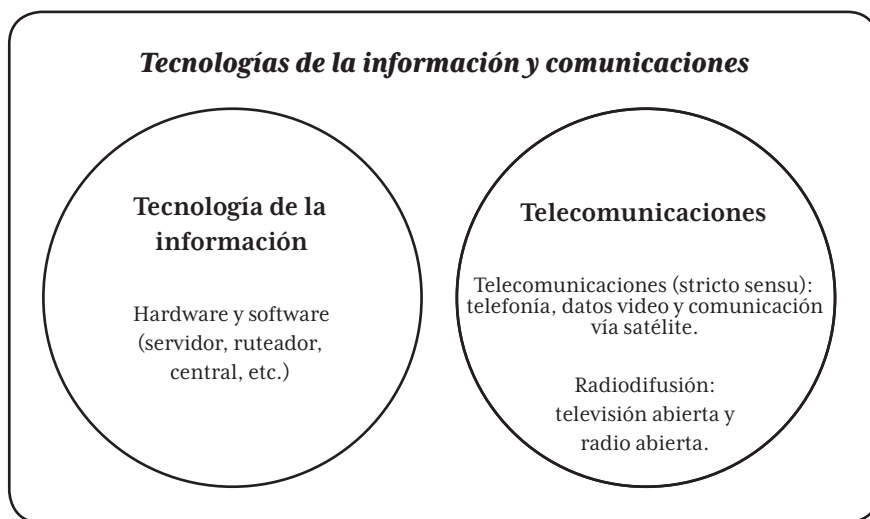 Tecnologías de la información y comunicaciones
Tecnología de la
información
Hardware y software
(servidor, ruteador,
central, etc.)
Telecomunicaciones
Telecomunicaciones (stricto sensu):
telefonía, datos video y comunicación
vía satélite.
Radiodifusión:
televisión abierta y
radio abierta.